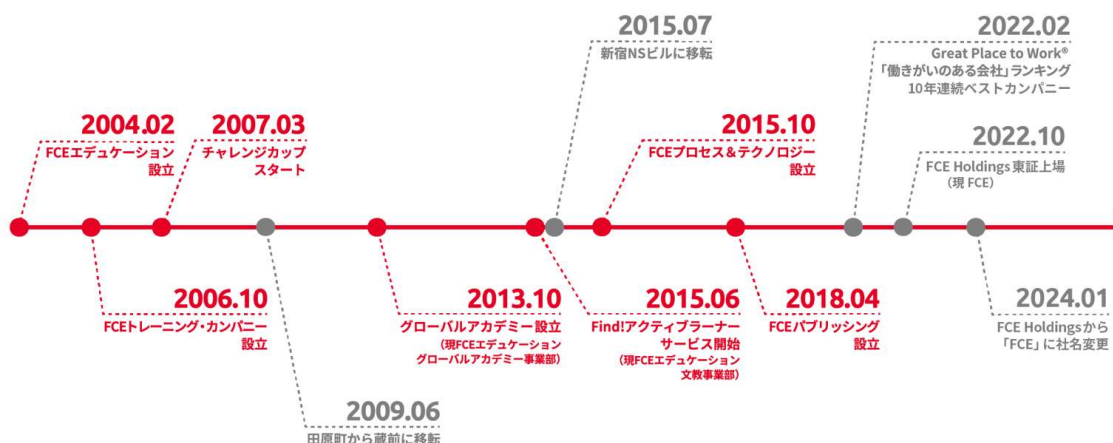 2004.02
FCEエデュケーション
設立
2006.10
FCEトレーニング・カンパニー
設立
2007.03
チャレンジカップ
スタート
2009.06
田原町から蔵前に移転
2013.10
グローバルアカデミー設立
（現FCEエデュケーション
グローバルアカデミー事業部）
2015.06
Find!アクティブラーナー
サービス開始
（現FCEエデュケーション
文教事業部）
2015.07
新宿NSビルに移転
2015.10
FCEプロセス＆テクノロジー
設立
2018.04
FCEパブリッシング
設立
2022.02
Great Place to Work®
「働きがいのある会社」ランキング
10年連続ベストカンパニー
2022.10
FCE Holdings東証上場
（現 FCE）
2024.01
FCE Holdingsから
「FCE」に社名変更